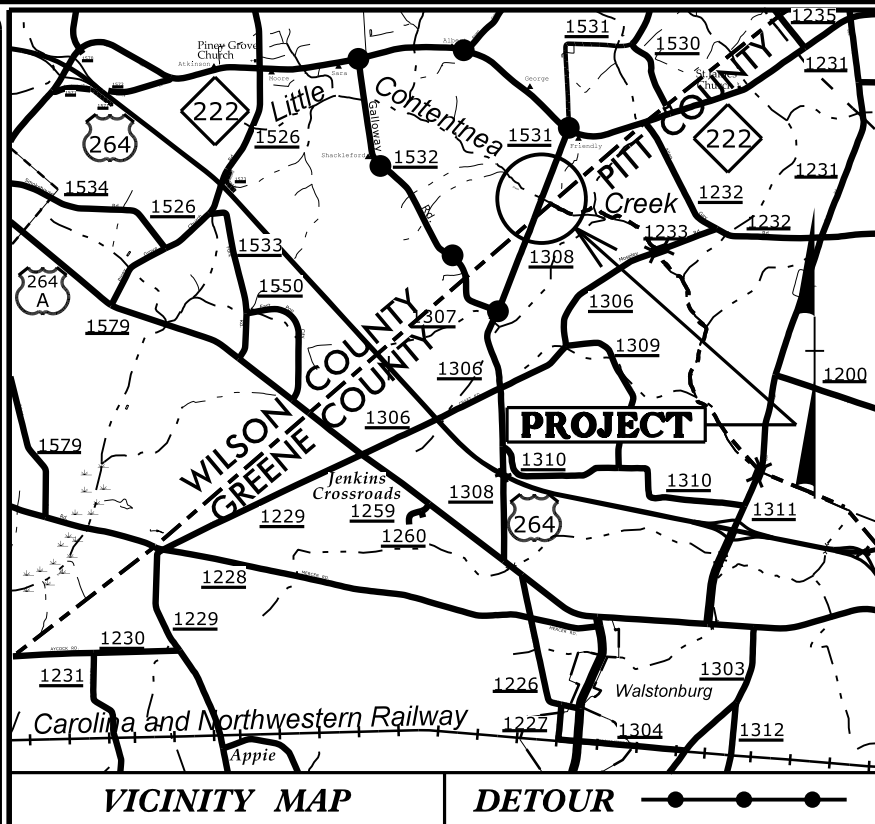 1531
1235
1530
1231
Piney Grove
Church
Atkinson
Moore
Sara
George
222
264
Little
Contentnea
Creek
Galloway
Rd.
1526
1531
1532
Shackleford
Friendly
PITT COUNTY
222
1231
1534
1526
1232
1232
1233
1533
1308
264
A
1550
1306
1579
1307
1309
WILSON COUNTY
GREENE COUNTY
1306
1200
1306
PROJECT
1579
1310
1310
Jenkins
Crossroads
1308
1259
1311
1229
1260
264
1228
1229
1230
1231
1303
1226
Walstonburg
1227
1304
1312
Carolina and Northwestern Railway
Appie
VICINITY MAP
DETOUR